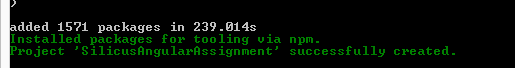 added 1571 packages in 239.014s
Installed packages for tooling via npm.
Project 'SilicusAngularAssignment' successfully created.